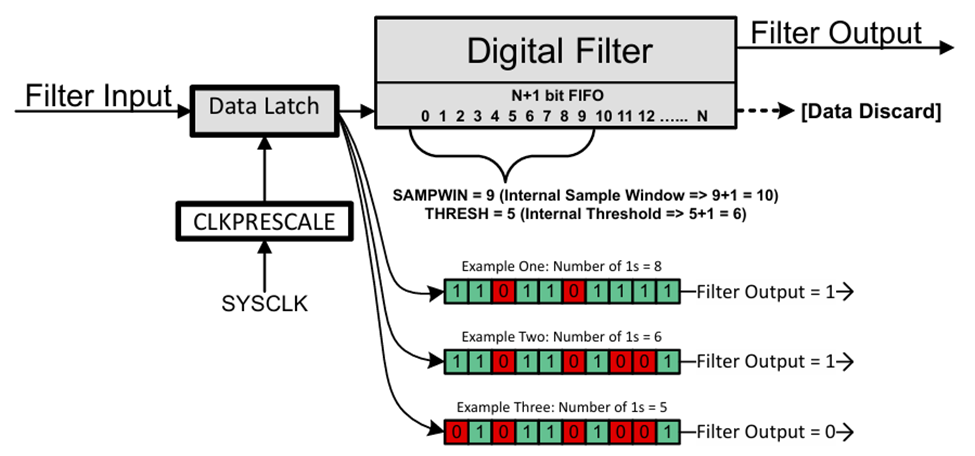 Filter Input
Data Latch
CLKPRESCALE
SYSCLK
Digital Filter
N+1 bit FIFO
0 1 2 3 4 5 6 7 8 9 10 11 12 ...... N
Filter Output
[Data Discard]
SAMPWIN = 9 (Internal Sample Window => 9+1 = 10)
THRESH = 5 (Internal Threshold => 5+1 = 6)
Example One: Number of 1s = 8
1 1 0 1 1 0 1 1 1 1
Filter Output = 1
Example Two: Number of 1s = 6
1 1 0 1 1 0 1 0 0 1
Filter Output = 1
Example Three: Number of 1s = 5
0 1 0 1 1 0 1 0 0 1
Filter Output = 0